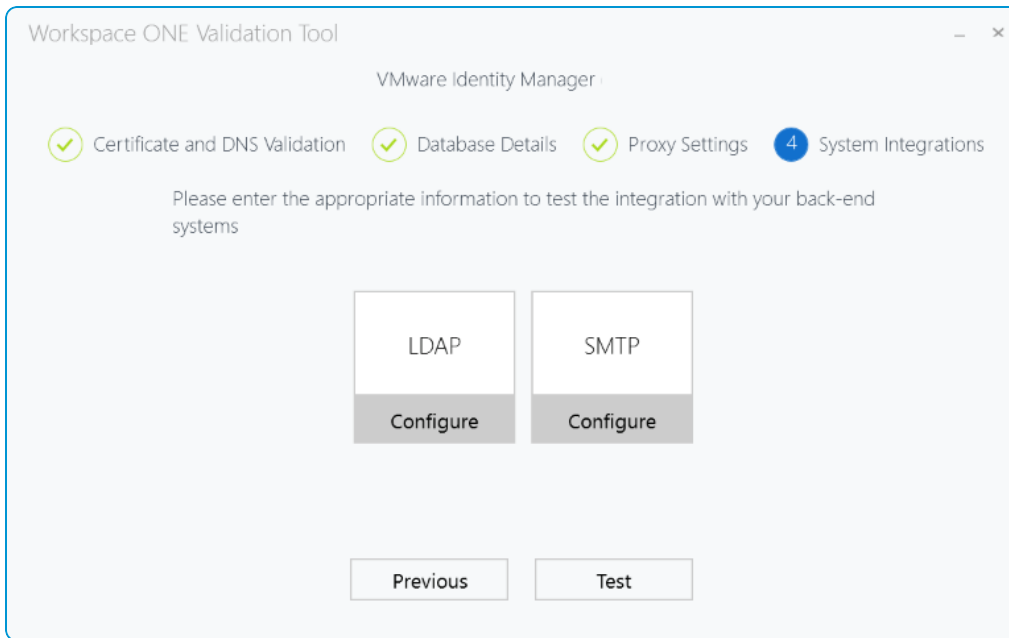 Workspace ONE Validation Tool
VMware Identity Manager
Certificate and DNS Validation
Database Details
Proxy Settings
4 System Integrations
Please enter the appropriate information to test the integration with your back-end
systems
LDAP
SMTP
Configure
Configure
Previous
Test